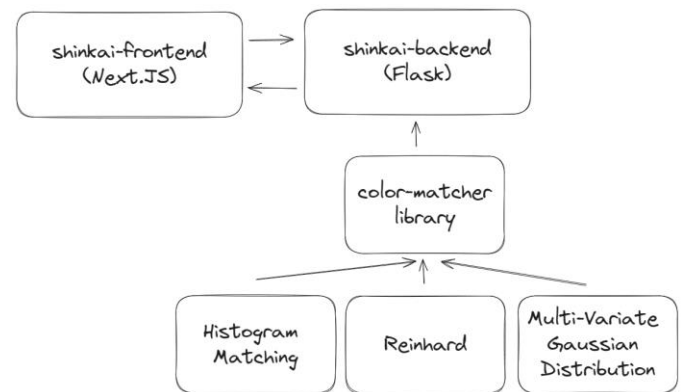 shinkai-frontend
(Next.JS)
shinkai-backend
(Flask)
color-matcher
library
Histogram
Matching
Reinhard
Multi-Variate
Gaussian
Distribution